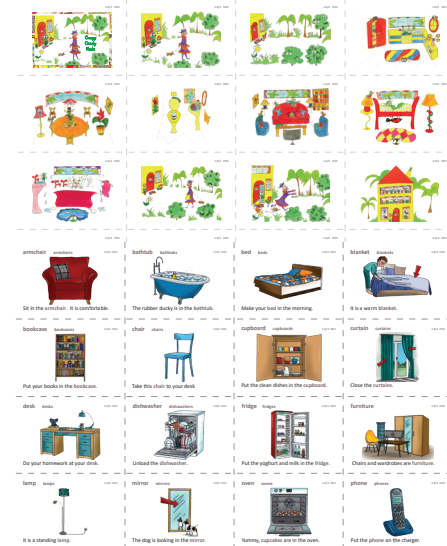 armchair armchairs
Sit in the armchair. It is comfortable.
bathtub bathtubs
The rubber ducky is in the bathtub.
bed beds
Make your bed in the morning.
blanket blankets
It is a warm blanket.
bookcase bookcases
Put your books in the bookcase.
chair chairs
Take this chair to your desk
cupboard cupboards
Put the clean dishes in the cupboard.
curtain curtains
Close the curtains.
desk desks
Do your homework at your desk.
dishwasher dishwashers
Unload the dishwasher.
fridge fridges
Put the yoghurt and milk in the fridge.
furniture
Chairs and wardrobes are furniture.
lamp lamps
It is a standing lamp.
mirror mirrors
The dog is looking in the mirror.
oven ovens
Yummy, cupcakes are in the oven.
phone phones
Put the phone on the charger.